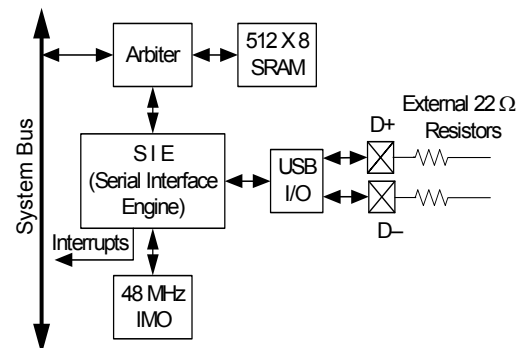 Arbiter
512 X 8
SRAM
External 22 Ω
Resistors
D+
System Bus
S I E
(Serial Interface
Engine)
USB
I/O
D–
Interrupts
48 MHz
IMO